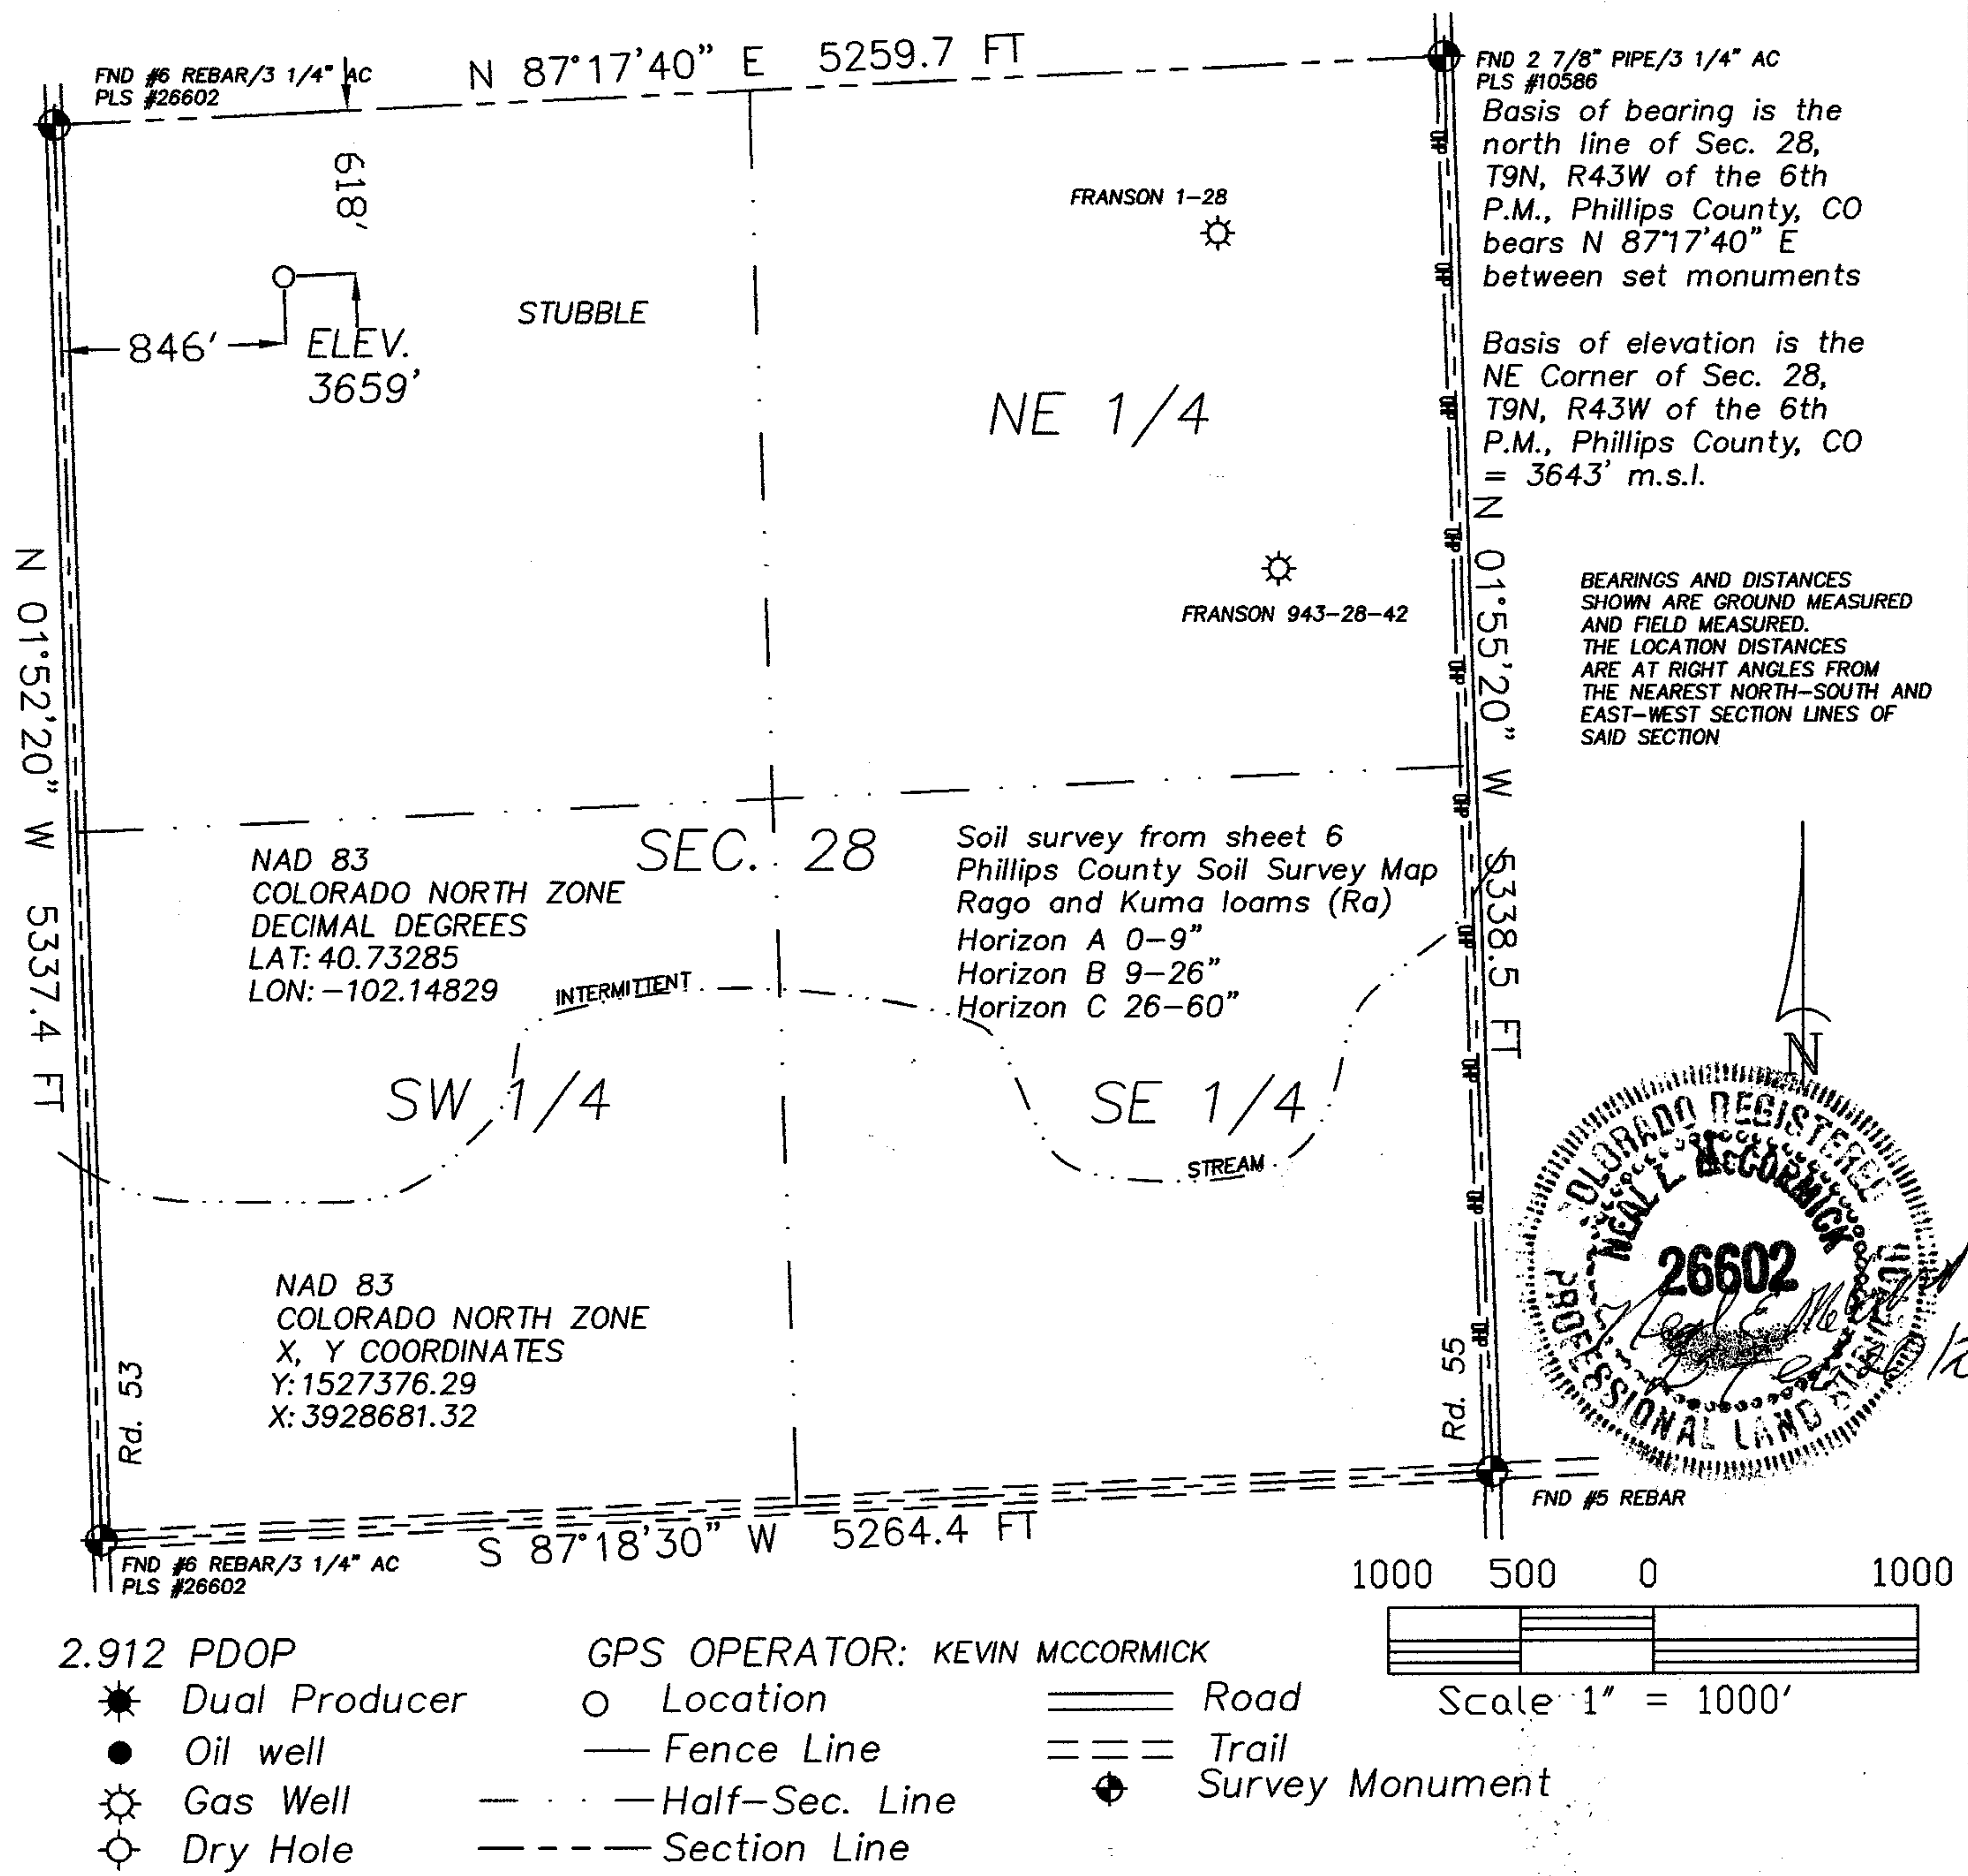 N 87°17'40" E 5259.7 FT
FND #6 REBAR/3 1/4" AC
PLS #26602
FND 2 7/8" PIPE/3 1/4" AC
PLS #10586
Basis of bearing is the
north line of Sec. 28,
T9N, R43W of the 6th
P.M., Phillips County, CO
bears N 87°17'40" E
between set monuments
618'
FRANSON 1-28
STUBBLE
846'
ELEV.
3659'
Basis of elevation is the
NE Corner of Sec. 28,
T9N, R43W of the 6th
P.M., Phillips County, CO
= 3643' m.s.l.
NE 1/4
FRANSON 943-28-42
N 01°52'20" W 5337.4 FT
N 01°55'20" W 5338.5 FT
OHP
OHP
OHP
OHP
OHP
OHP
OHP
OHP
OHP
OHP
BEARINGS AND DISTANCES
SHOWN ARE GROUND MEASURED
AND FIELD MEASURED.
THE LOCATION DISTANCES
ARE AT RIGHT ANGLES FROM
THE NEAREST NORTH-SOUTH AND
EAST-WEST SECTION LINES OF
SAID SECTION
SEC. 28
NAD 83
COLORADO NORTH ZONE
DECIMAL DEGREES
LAT: 40.73285
LON: -102.14829
Soil survey from sheet 6
Phillips County Soil Survey Map
Rago and Kuma loams (Ra)
Horizon A 0-9"
Horizon B 9-26"
Horizon C 26-60"
INTERMITTENT
STREAM
SW 1/4
SE 1/4
N
COLORADO REGISTERED
NEAL E. McCORMICK
26602
PROFESSIONAL LAND SURVEYOR
NAD 83
COLORADO NORTH ZONE
X, Y COORDINATES
Y: 1527376.29
X: 3928681.32
Rd. 53
Rd. 55
S 87°18'30" W 5264.4 FT
FND #6 REBAR/3 1/4" AC
PLS #26602
FND #5 REBAR
1000 500 0 1000
Scale 1" = 1000'
2.912 PDOP
GPS OPERATOR: KEVIN MCCORMICK
Dual Producer
Location
Road
Oil well
Fence Line
Trail
Gas Well
Half-Sec. Line
Survey Monument
Dry Hole
Section Line